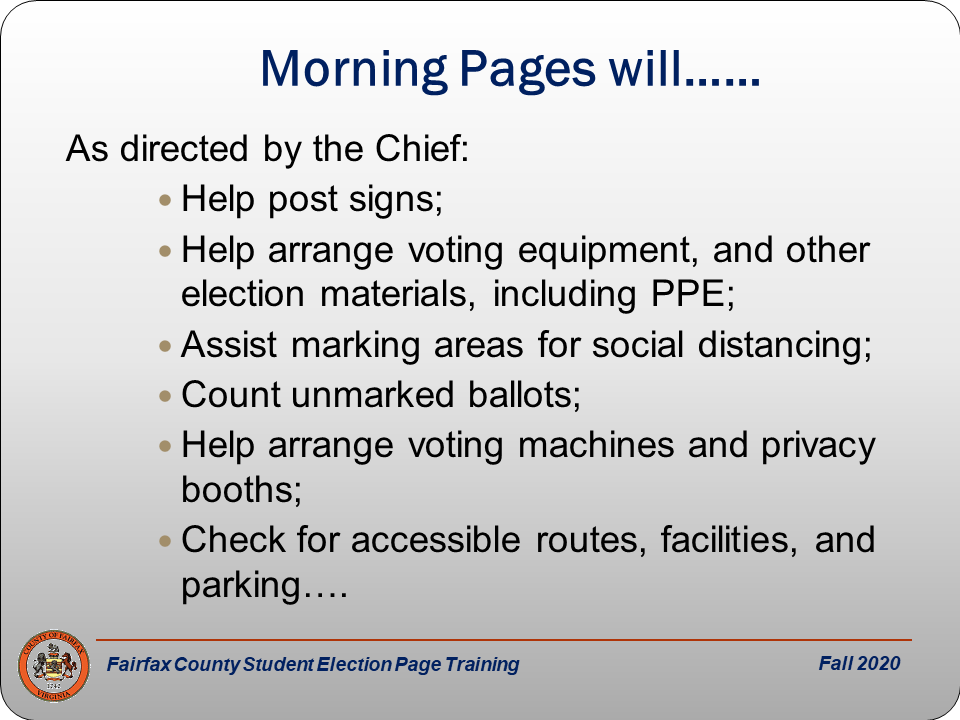 Morning Pages will......
As directed by the Chief:
• Help post signs;
• Help arrange voting equipment, and other
election materials, including PPE;
• Assist marking areas for social distancing;
• Count unmarked ballots;
• Help arrange voting machines and privacy
booths;
• Check for accessible routes, facilities, and
parking….
COUNTY OF FAIRFAX
1742
VIRGINIA
Fairfax County Student Election Page Training
Fall 2020